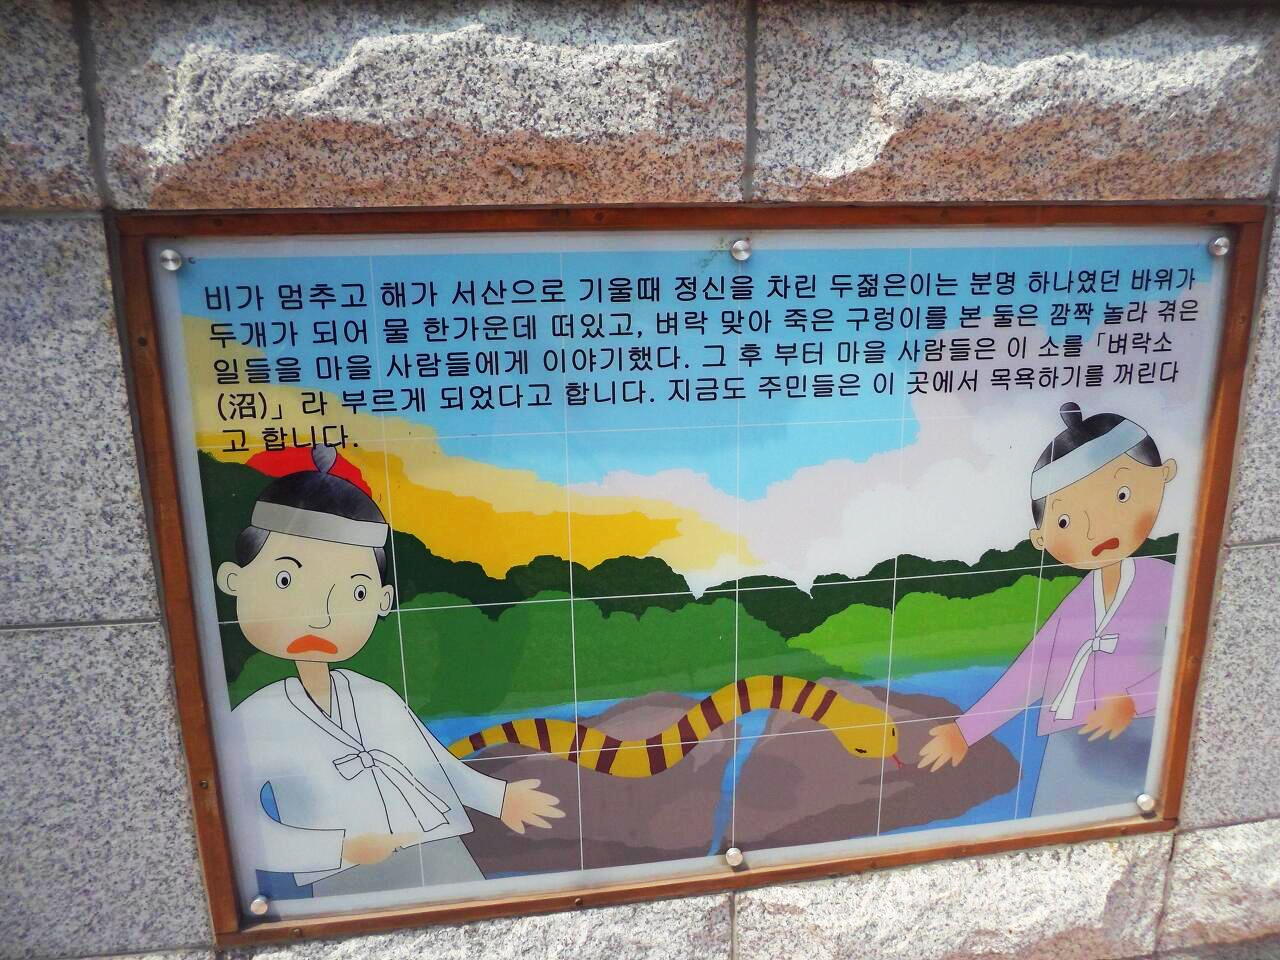 비가 멈추고 해가 서산으로 기울때 정신을 차린 두젊은이는 분명 하나였던 바위가
두개가 되어 물 한가운데 떠있고, 벼락 맞아 죽은 구렁이를 본 둘은 깜짝 놀라 겪은
일들을 마을 사람들에게 이야기했다. 그 후 부터 마을 사람들은 이 소를「벼락소
(沼)」라 부르게 되었다고 합니다. 지금도 주민들은 이 곳에서 목욕하기를 꺼린다
고 합니다.